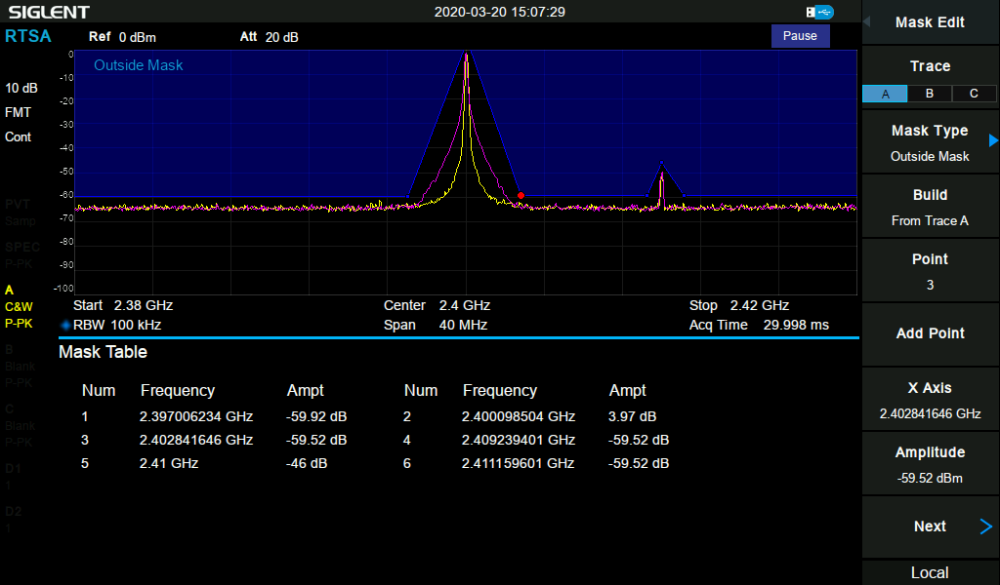 SIGLENT
2020-03-20 15:07:29
RTSA
Ref 0 dBm
Att 20 dB
Pause
Outside Mask
10 dB
FMT
Cont
0
-10
-20
-30
-40
-50
-60
-70
-80
-90
-100
PVT
Samp
SPEC
P-PK
A
C&W
P-PK
B
Blank
P-PK
C
Blank
P-PK
D1
1
D2
1
Start 2.38 GHz
Center 2.4 GHz
Stop 2.42 GHz
RBW 100 kHz
Span 40 MHz
Acq Time 29.998 ms
Mask Table
Num Frequency Ampt Num Frequency Ampt
1 2.397006234 GHz -59.92 dB 2 2.400098504 GHz 3.97 dB
3 2.402841646 GHz -59.52 dB 4 2.409239401 GHz -59.52 dB
5 2.41 GHz -46 dB 6 2.411159601 GHz -59.52 dB
Mask Edit
Trace
A B C
Mask Type
Outside Mask
Build
From Trace A
Point
3
Add Point
X Axis
2.402841646 GHz
Amplitude
-59.52 dBm
Next
Local